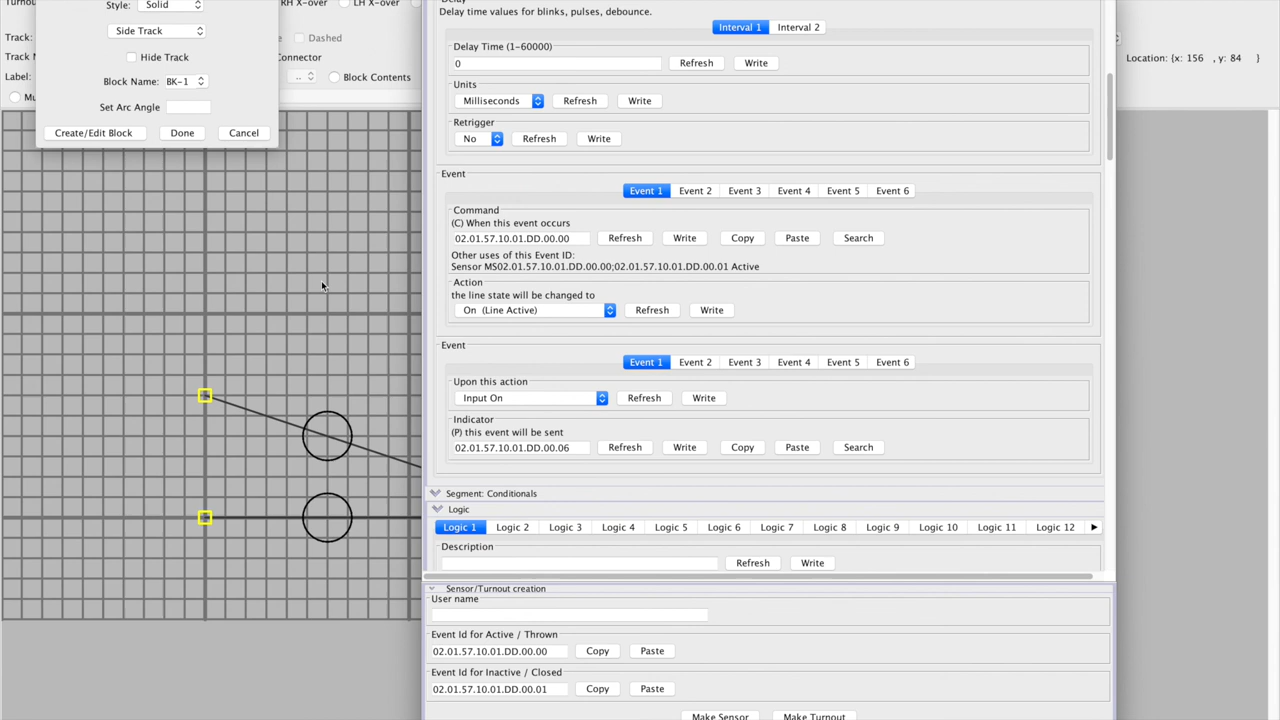 Style: Solid
Turnou
RH X-over
LH X-over
Side Track
Track:
Dashed
Track N
Hide Track
Connector
Label:
Block Name: BK-1
..
Block Contents
Mu
Set Arc Angle
Create/Edit Block Done Cancel
Delay
Delay time values for blinks, pulses, debounce.
Interval 1 Interval 2
Delay Time (1-60000)
0 Refresh Write
Units
Milliseconds Refresh Write
Retrigger
No Refresh Write
Location: {x: 156 , y: 84 }
Event
Event 1 Event 2 Event 3 Event 4 Event 5 Event 6
Command
(C) When this event occurs
02.01.57.10.01.DD.00.00 Refresh Write Copy Paste Search
Other uses of this Event ID:
Sensor MS02.01.57.10.01.DD.00.00;02.01.57.10.01.DD.00.01 Active
Action
the line state will be changed to
On (Line Active) Refresh Write
Event
Event 1 Event 2 Event 3 Event 4 Event 5 Event 6
Upon this action
Input On Refresh Write
Indicator
(P) this event will be sent
02.01.57.10.01.DD.00.06 Refresh Write Copy Paste Search
Segment: Conditionals
Logic
Logic 1 Logic 2 Logic 3 Logic 4 Logic 5 Logic 6 Logic 7 Logic 8 Logic 9 Logic 10 Logic 11 Logic 12
Description
Refresh Write
Sensor/Turnout creation
User name
Event Id for Active / Thrown
02.01.57.10.01.DD.00.00 Copy Paste
Event Id for Inactive / Closed
02.01.57.10.01.DD.00.01 Copy Paste
Make Sensor Make Turnout